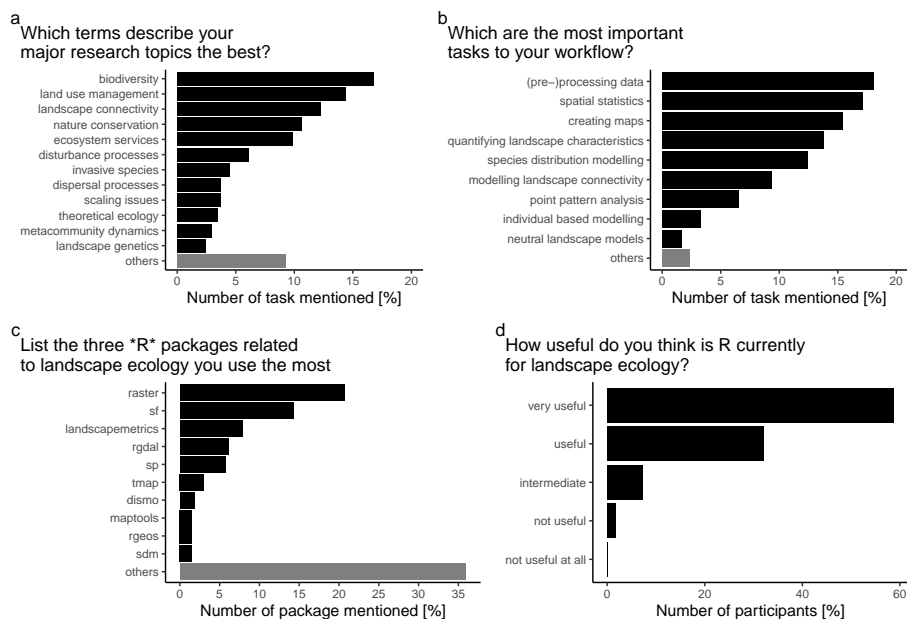 a
Which terms describe your
major research topics the best?
biodiversity
land use management
landscape connectivity
nature conservation
ecosystem services
disturbance processes
invasive species
dispersal processes
scaling issues
theoretical ecology
metacommunity dynamics
landscape genetics
others
0 5 10 15 20
Number of task mentioned [%]
b
Which are the most important
tasks to your workflow?
(pre−)processing data
spatial statistics
creating maps
quantifying landscape characteristics
species distribution modelling
modelling landscape connectivity
point pattern analysis
individual based modelling
neutral landscape models
others
0 5 10 15 20
Number of task mentioned [%]
c
List the three *R* packages related
to landscape ecology you use the most
raster
sf
landscapemetrics
rgdal
sp
tmap
dismo
maptools
rgeos
sdm
others
0 5 10 15 20 25 30 35
Number of package mentioned [%]
d
How useful do you think is R currently
for landscape ecology?
very useful
useful
intermediate
not useful
not useful at all
0 20 40 60
Number of participants [%]